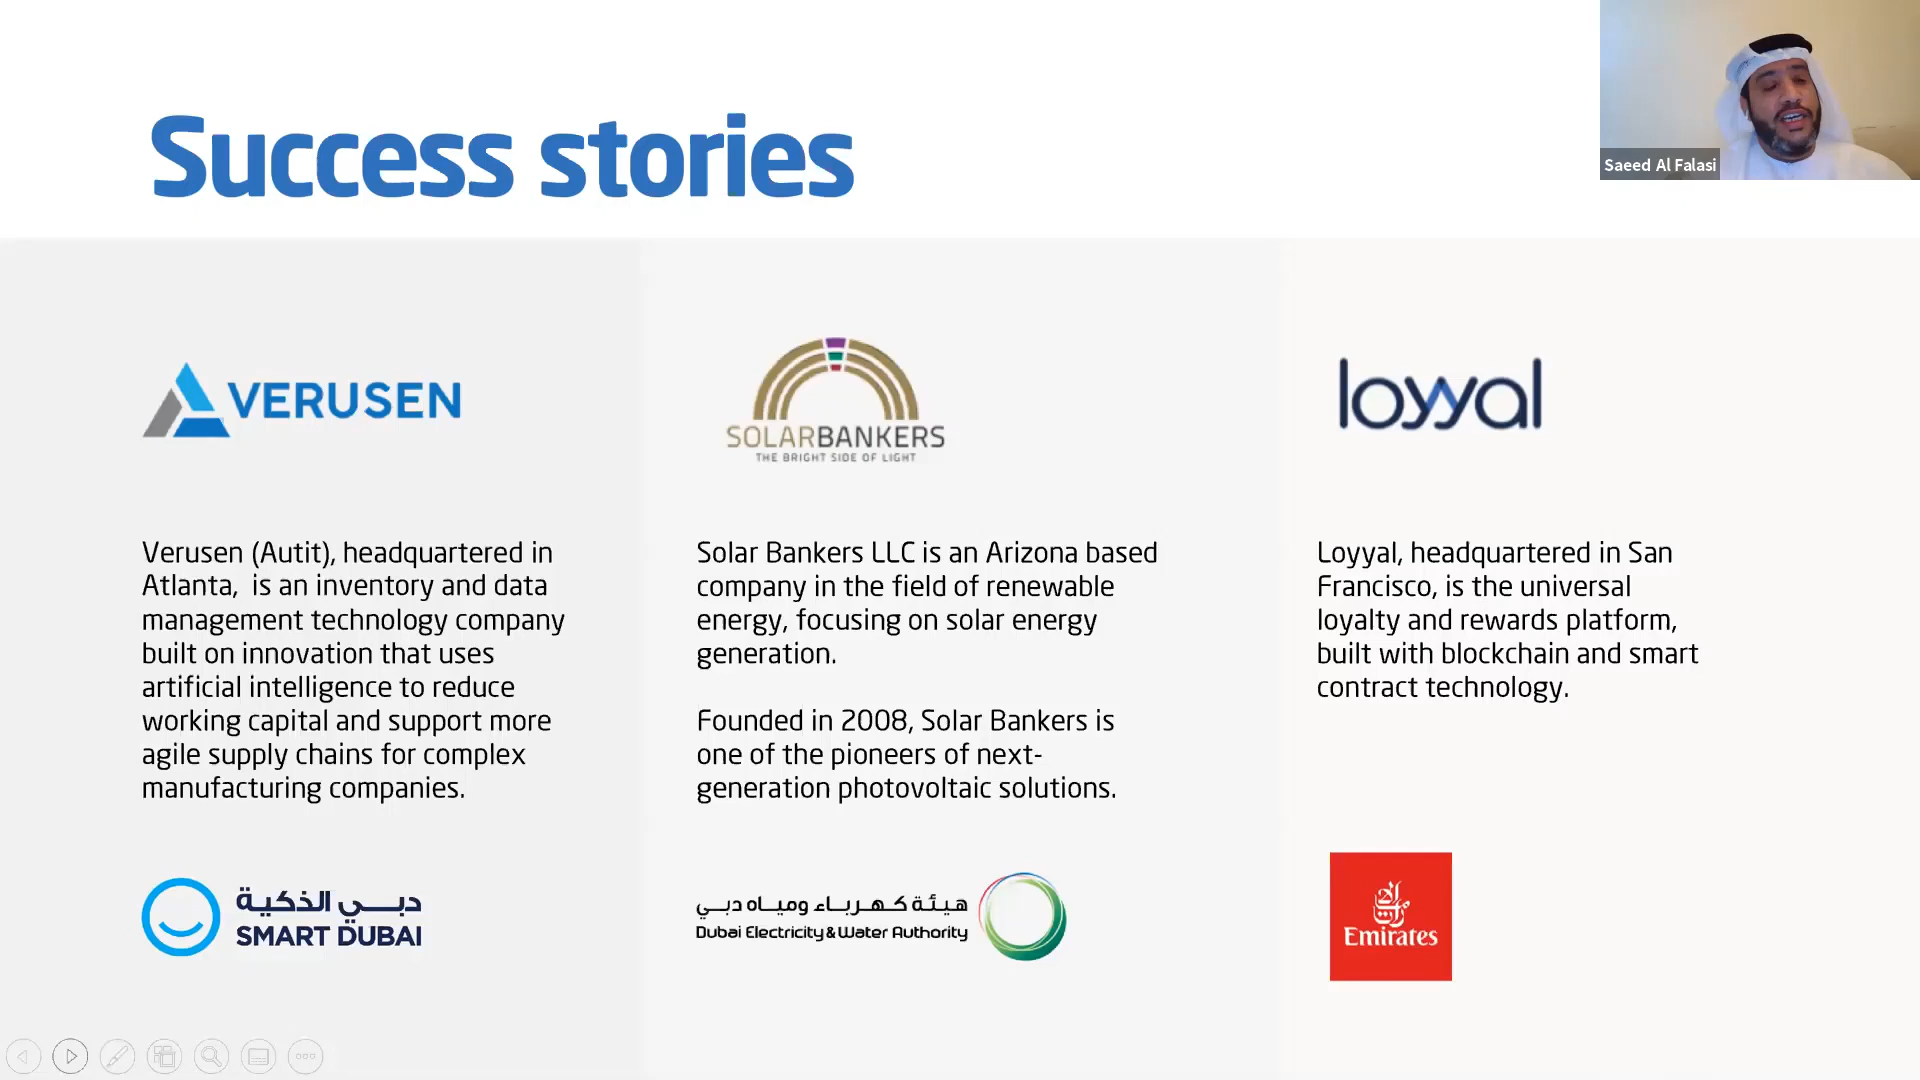 Success stories
Saeed Al Falasi
VERUSEN
Verusen (Autit), headquartered in
Atlanta,  is an inventory and data
management technology company
built on innovation that uses
artificial intelligence to reduce
working capital and support more
agile supply chains for complex
manufacturing companies.
دبي الذكية
SMART DUBAI
SOLARBANKERS
THE BRIGHT SIDE OF LIGHT
Solar Bankers LLC is an Arizona based
company in the field of renewable
energy, focusing on solar energy
generation.
Founded in 2008, Solar Bankers is
one of the pioneers of next-
generation photovoltaic solutions.
هيئة كهرباء ومياه دبي
Dubai Electricity & Water Authority
loyyal
Loyyal, headquartered in San
Francisco, is the universal
loyalty and rewards platform,
built with blockchain and smart
contract technology.
الإمارات
Emirates